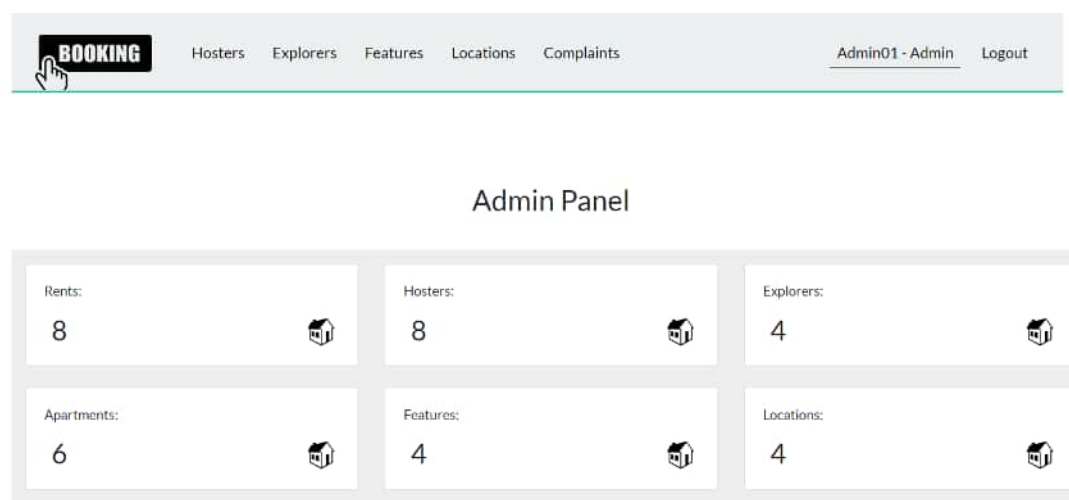 BOOKING Hosters Explorers Features Locations Complaints Admin01 - Admin Logout
Admin Panel
Rents: Hosters: Explorers:
8 8 4
Apartments: Features: Locations:
6 4 4